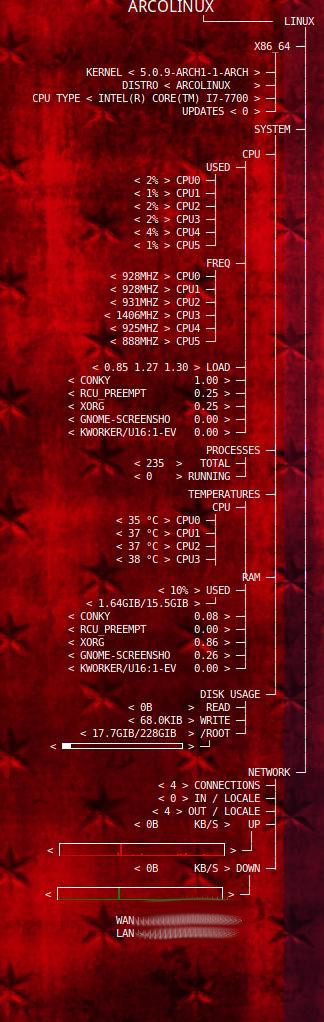 ARCOLINUX
LINUX
X86_64
KERNEL < 5.0.9-ARCH1-1-ARCH >
DISTRO < ARCOLINUX >
CPU TYPE < INTEL(R) CORE(TM) I7-7700 >
UPDATES < 0 >
SYSTEM
CPU
USED
< 2% > CPU0
< 1% > CPU1
< 2% > CPU2
< 2% > CPU3
< 4% > CPU4
< 1% > CPU5
FREQ
< 928MHZ > CPU0
< 928MHZ > CPU1
< 931MHZ > CPU2
< 1406MHZ > CPU3
< 925MHZ > CPU4
< 888MHZ > CPU5
< 0.85 1.27 1.30 > LOAD
< CONKY 1.00 >
< RCU_PREEMPT 0.25 >
< XORG 0.25 >
< GNOME-SCREENSHO 0.00 >
< KWORKER/U16:1-EV 0.00 >
PROCESSES
< 235 > TOTAL
< 0 > RUNNING
TEMPERATURES
CPU
< 35 °C > CPU0
< 37 °C > CPU1
< 37 °C > CPU2
< 38 °C > CPU3
RAM
< 10% > USED
< 1.64GIB/15.5GIB >
< CONKY 0.08 >
< RCU_PREEMPT 0.00 >
< XORG 0.86 >
< GNOME-SCREENSHO 0.26 >
< KWORKER/U16:1-EV 0.00 >
DISK USAGE
< 0B > READ
< 68.0KIB > WRITE
< 17.7GIB/228GIB > /ROOT
< >
NETWORK
< 4 > CONNECTIONS
< 0 > IN / LOCALE
< 4 > OUT / LOCALE
< 0B KB/S > UP
< >
< 0B KB/S > DOWN
< >
WAN
LAN